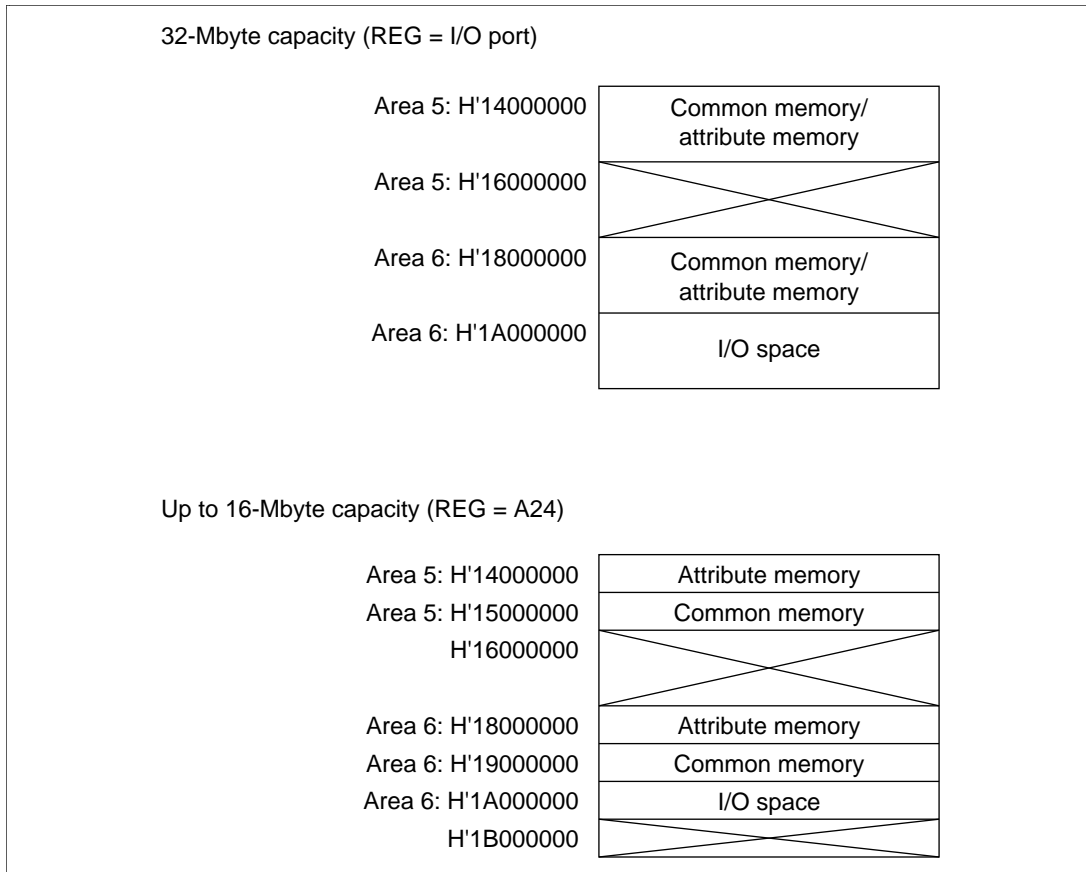 32-Mbyte capacity (REG = I/O port)
Area 5: H'14000000
Common memory/
attribute memory
Area 5: H'16000000
Area 6: H'18000000
Common memory/
attribute memory
Area 6: H'1A000000
I/O space
Up to 16-Mbyte capacity (REG = A24)
Area 5: H'14000000
Attribute memory
Area 5: H'15000000
Common memory
H'16000000
Area 6: H'18000000
Attribute memory
Area 6: H'19000000
Common memory
Area 6: H'1A000000
I/O space
H'1B000000